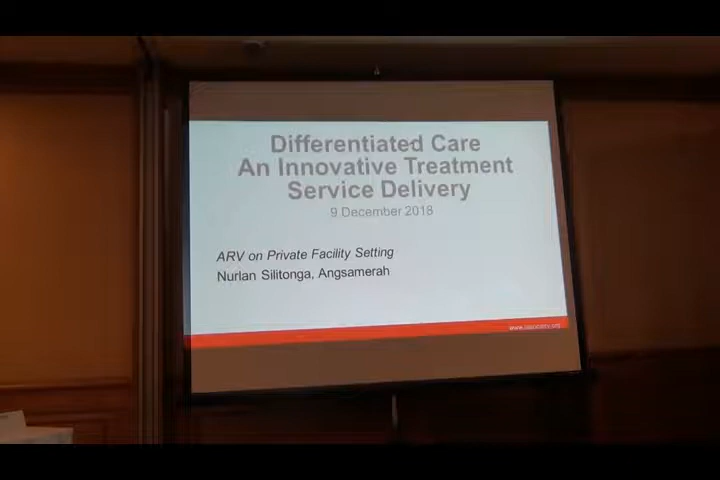 Differentiated Care
An Innovative Treatment
Service Delivery
9 December 2018
ARV on Private Facility Setting
Nurlan Silitonga, Angsamerah